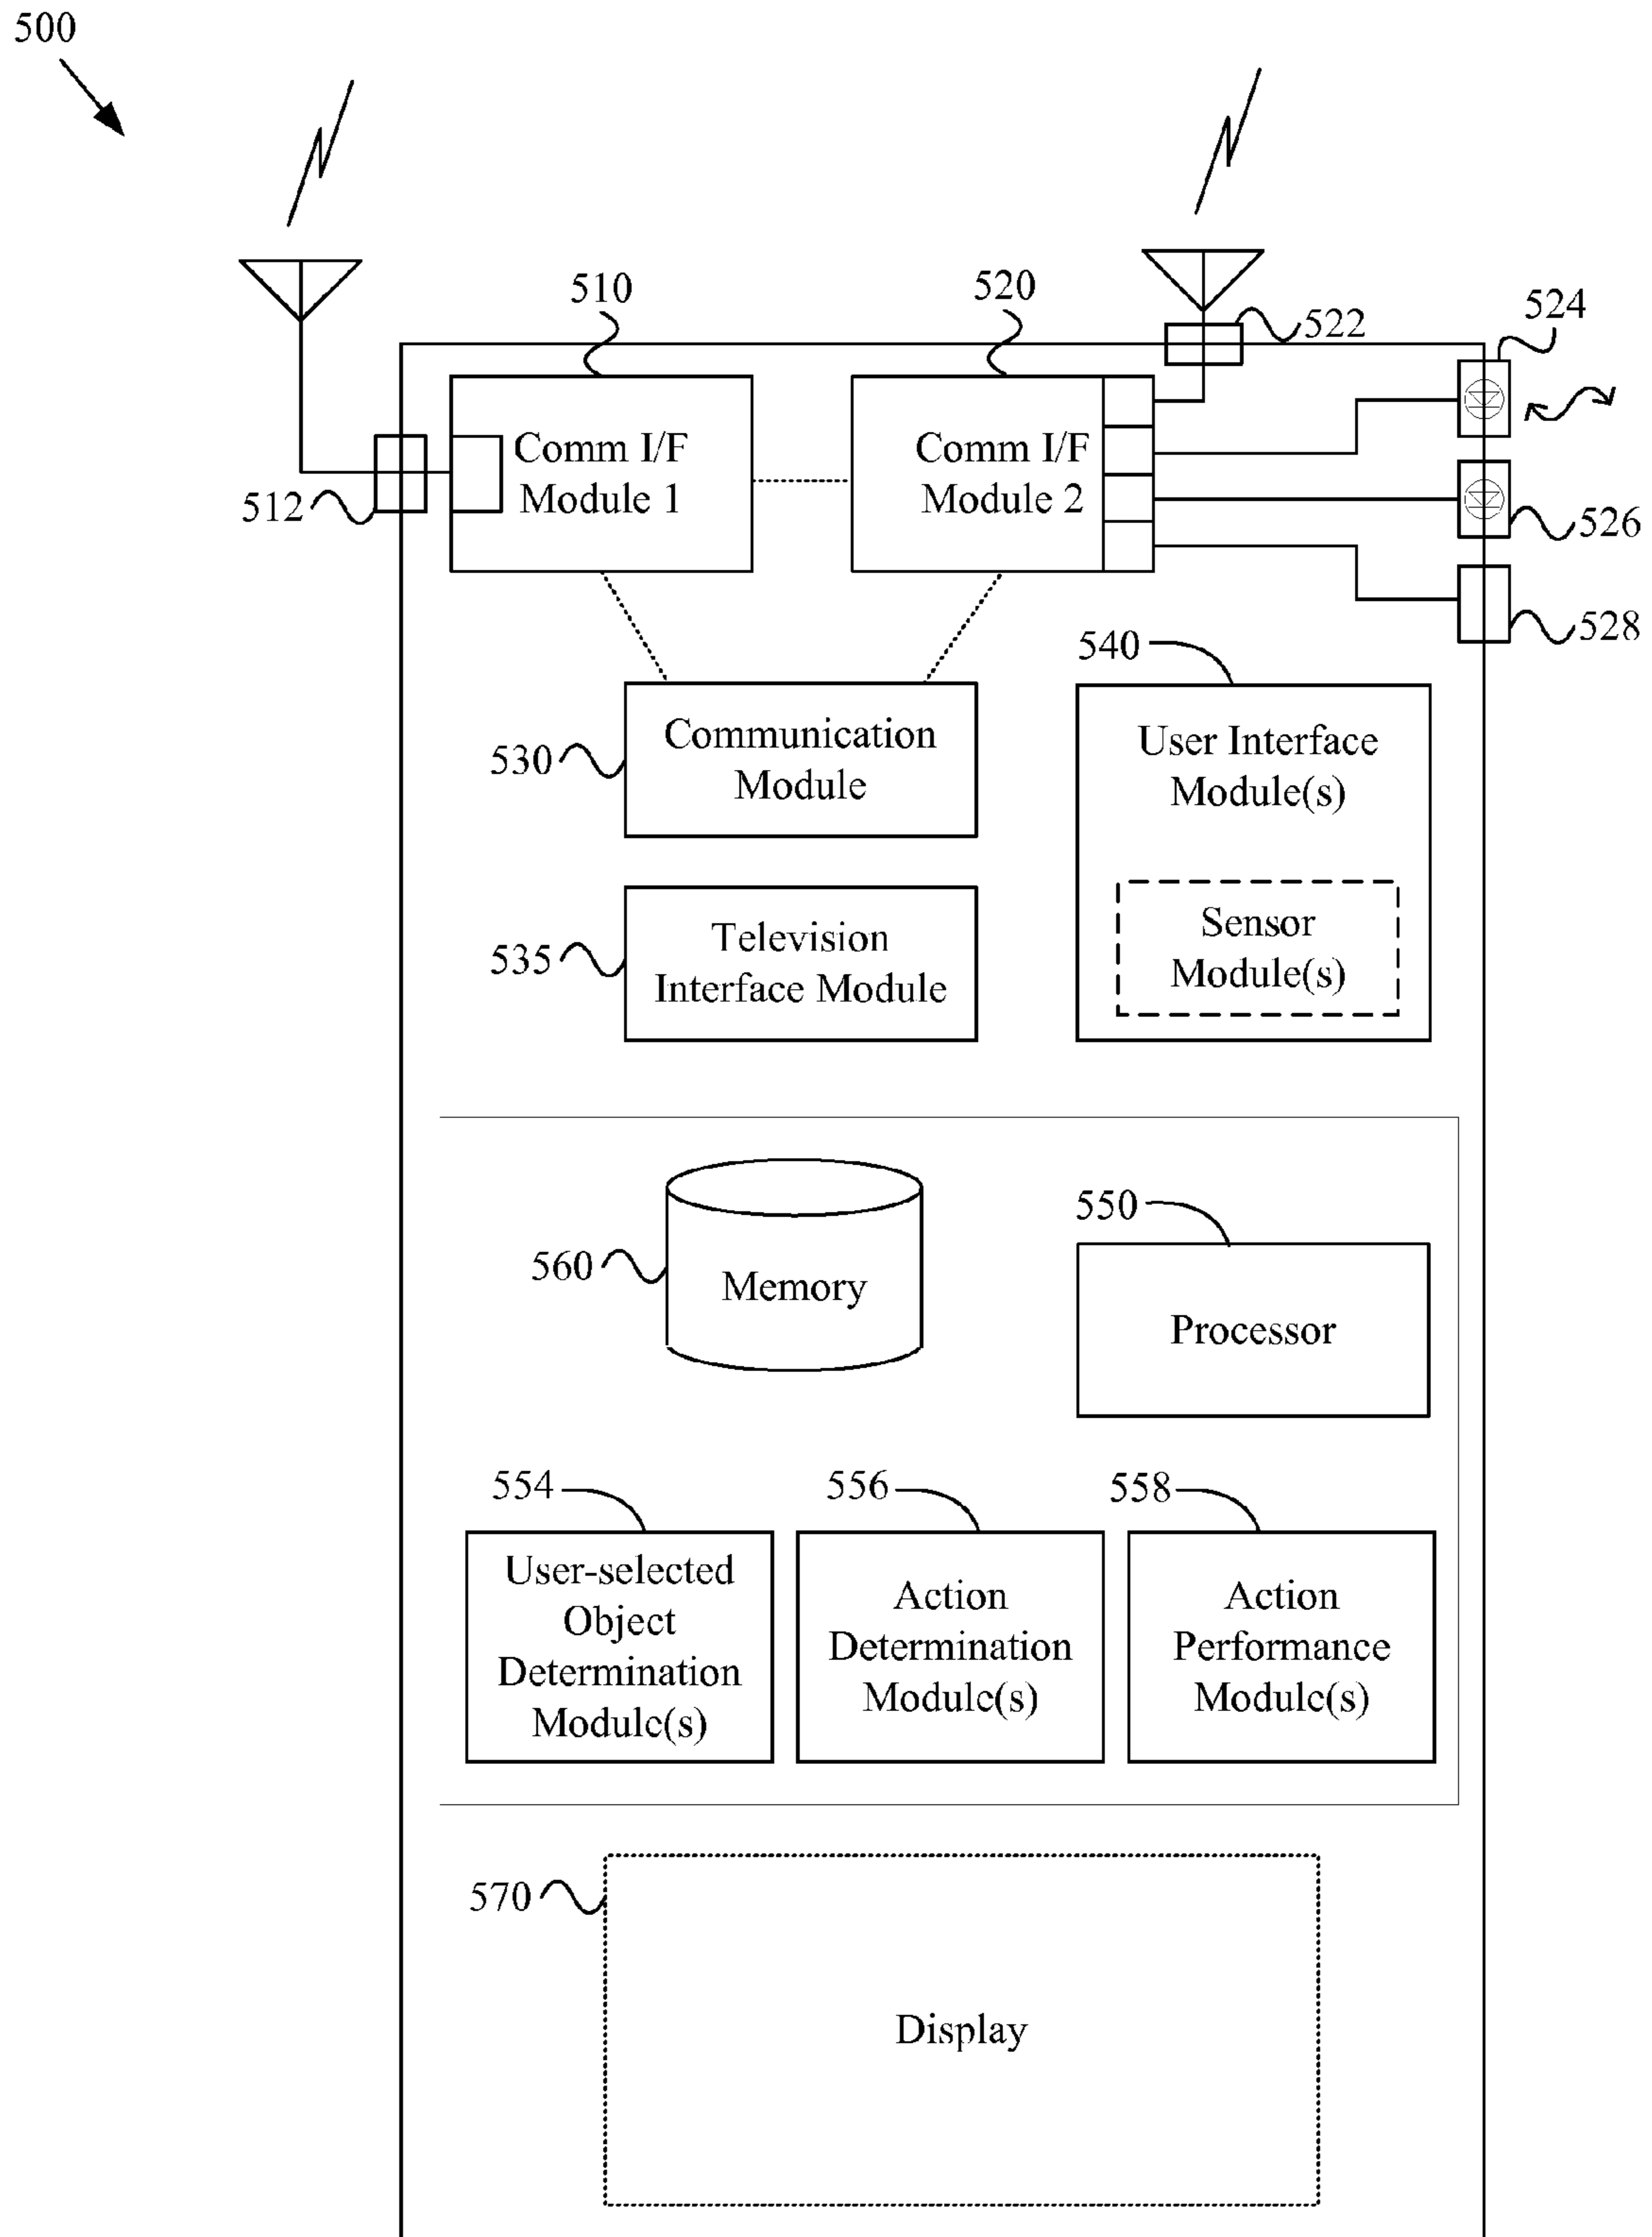 500
510
520
522
524
Comm I/F
Module 1
Comm I/F
Module 2
512
526
528
540
530
Communication
Module
User Interface
Module(s)
535
Television
Interface Module
Sensor
Module(s)
550
560
Memory
Processor
554
556
558
User-selected
Object
Determination
Module(s)
Action
Determination
Module(s)
Action
Performance
Module(s)
570
Display